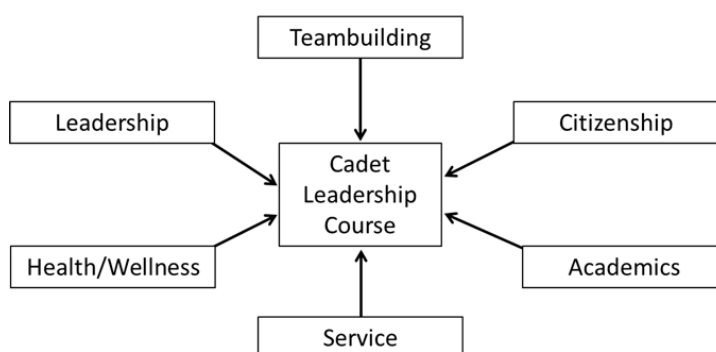 Teambuilding
Leadership
Citizenship
Cadet
Leadership
Course
Health/Wellness
Academics
Service